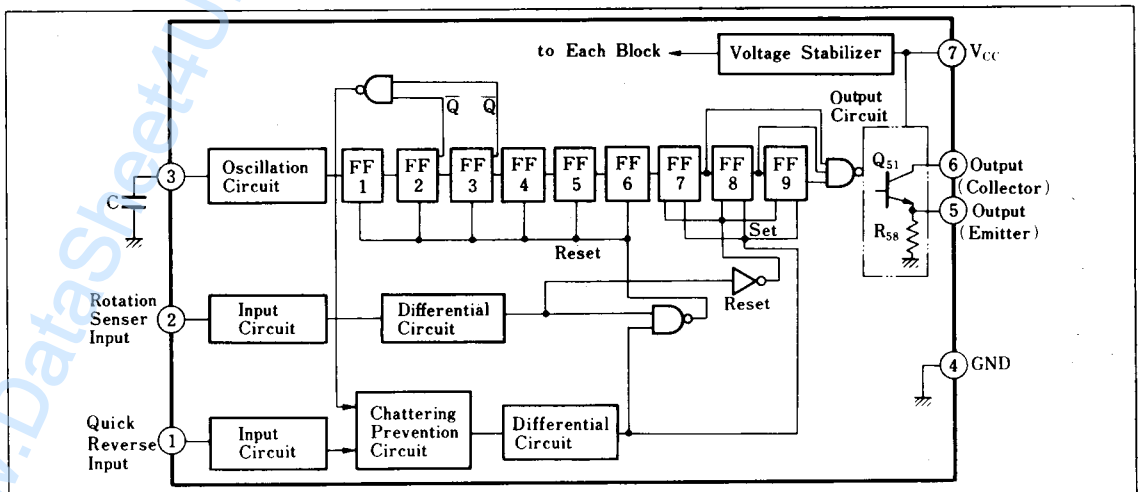 www.DataSheet4U
to Each Block
Voltage Stabilizer
7
VCC
Q̄ Q̄
Output
Circuit
3
Oscillation
Circuit
FF
1
FF
2
FF
3
FF
4
FF
5
FF
6
FF
7
FF
8
FF
9
Q51
6
Output
(Collector)
C
5
Output
(Emitter)
R58
Set
Reset
Rotation
Senser
Input
2
Input
Circuit
Differential
Circuit
Reset
4
GND
Quick
Reverse
Input
1
Input
Circuit
Chattering
Prevention
Circuit
Differential
Circuit